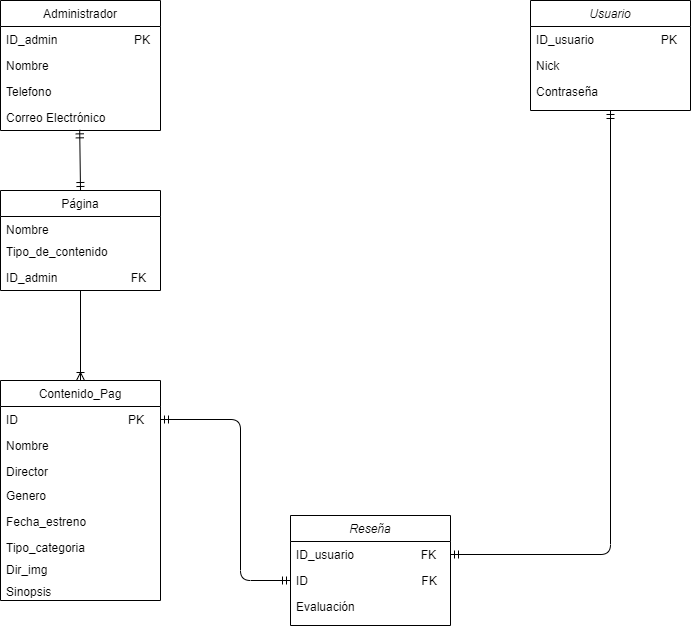 Administrador
ID_admin PK
Nombre
Telefono
Correo Electrónico
Página
Nombre
Tipo_de_contenido
ID_admin FK
Contenido_Pag
ID PK
Nombre
Director
Genero
Fecha_estreno
Tipo_categoria
Dir_img
Sinopsis
Usuario
ID_usuario PK
Nick
Contraseña
Reseña
ID_usuario FK
ID FK
Evaluación